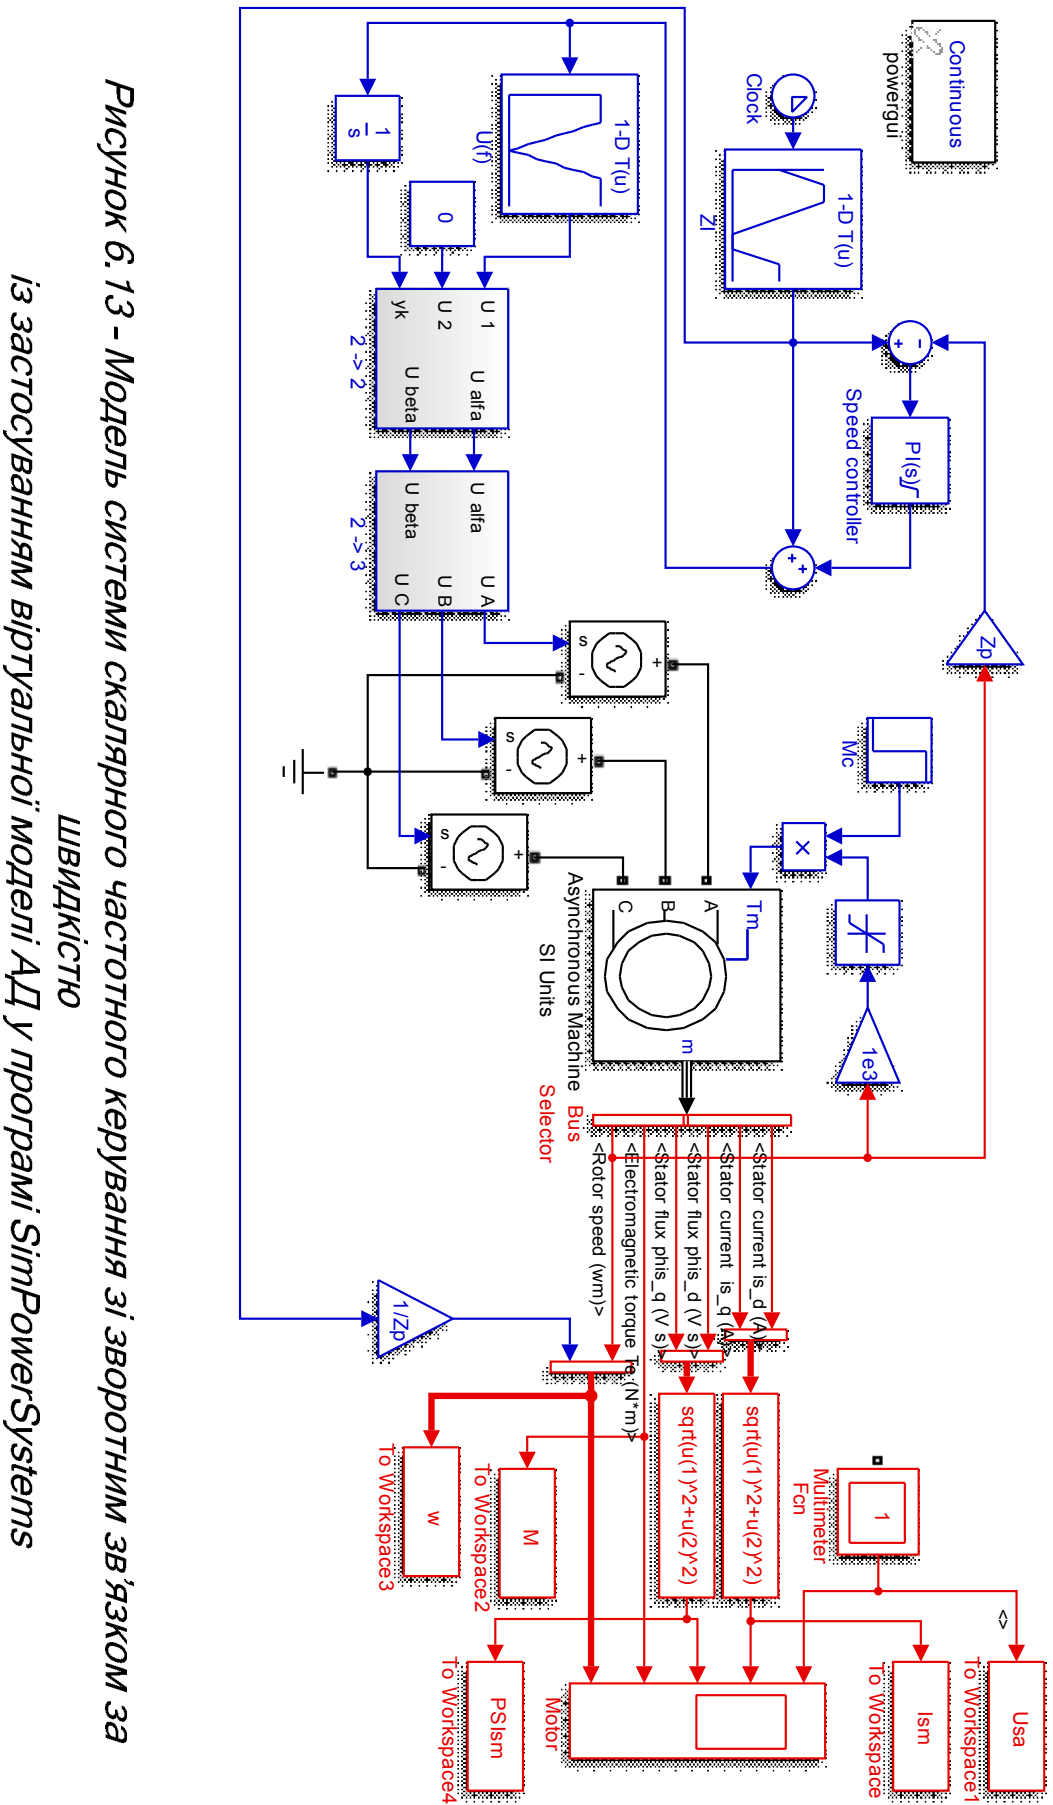 Continuous
powergui
Clock
1-D T(u)
ZI
PI(s)
Speed controller
Zp
1-D T(u)
U(f)
1
s
0
U 1
U 2
yk
U alfa
U beta
2 -> 2
U alfa
U beta
U A
U B
U C
2 -> 3
s
+
-
s
+
-
s
+
-
Mc
×
1e3
Tm
A
B
C
m
Asynchronous Machine
SI Units
Bus
Selector
<Stator current is_d (A)>
<Stator current is_q (A)>
<Stator flux phis_d (V s)>
<Stator flux phis_q (V s)>
<Electromagnetic torque Te (N*m)>
<Rotor speed (wm)>
1/Zp
sqrt(u(1)^2+u(2)^2)
sqrt(u(1)^2+u(2)^2)
1
Multimeter
Fcn
<>
Usa
To Workspace1
Ism
To Workspace
Motor
M
To Workspace2
w
To Workspace3
PSIsm
To Workspace4
Рисунок 6.13 - Модель системи скалярного частотного керування зі зворотним зв’язком за
швидкістю
із застосуванням віртуальної моделі АД у програмі SimPowerSystems